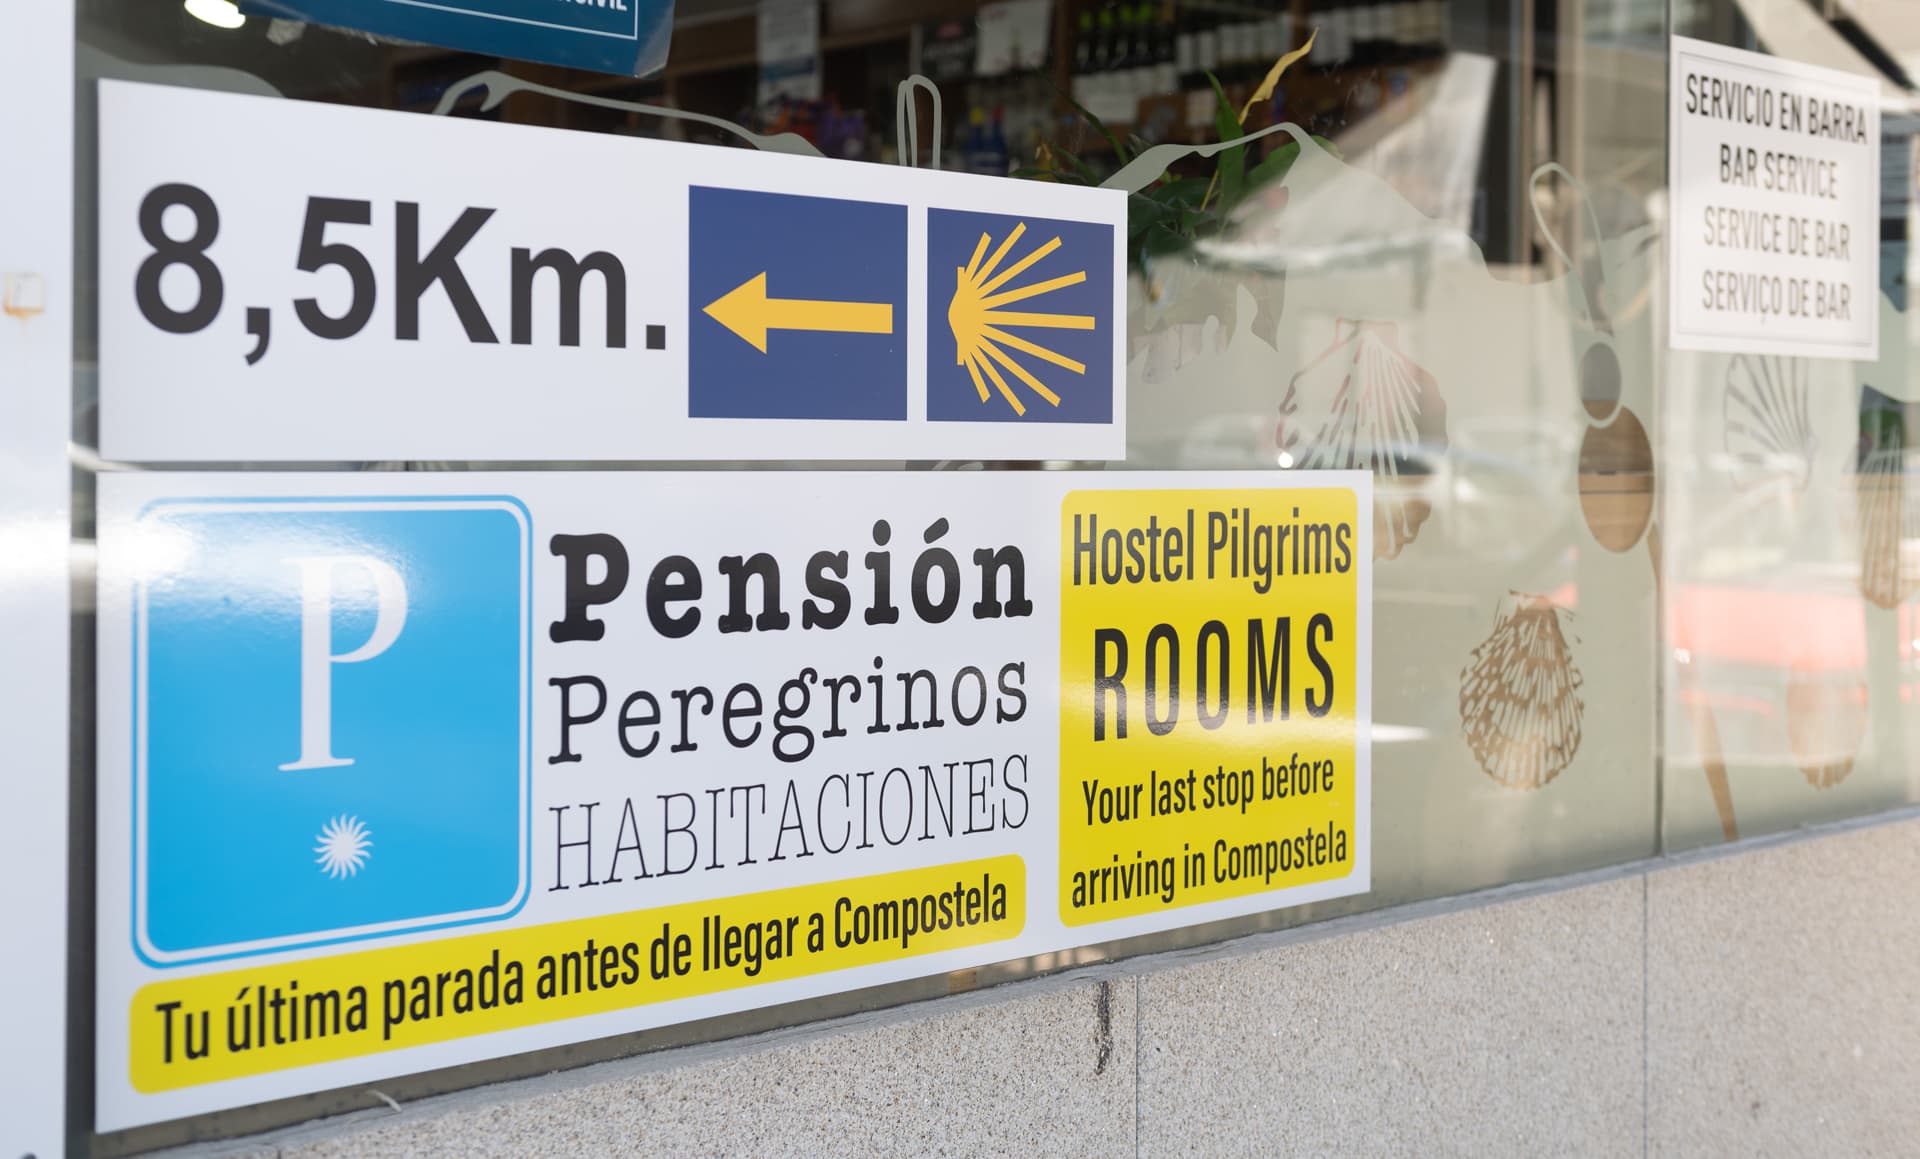 8,5Km.
P
Pensión
Peregrinos
HABITACIONES
Tu última parada antes de llegar a Compostela
Hostel Pilgrims
ROOMS
Your last stop before
arriving in Compostela
SERVICIO EN BARRA
BAR SERVICE
SERVICE DE BAR
SERVIÇO DE BAR